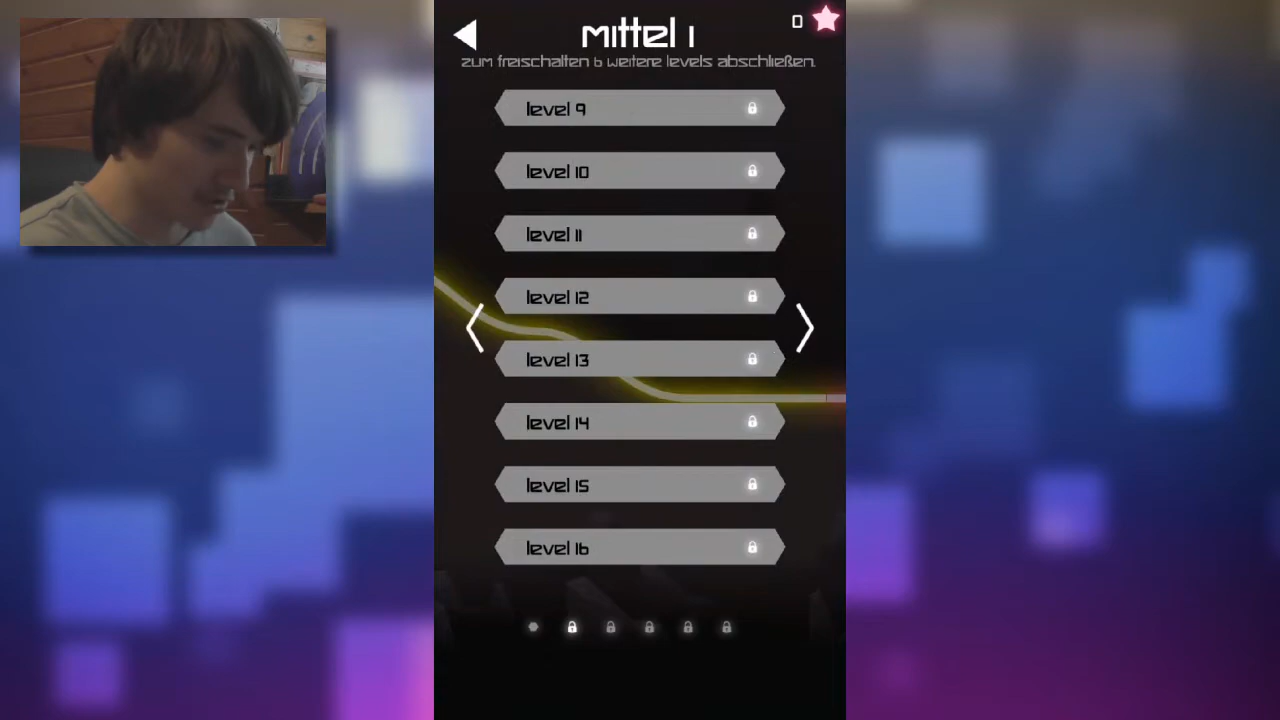 mittel 1
0
zum freischalten 6 weitere levels abschließen.
level 9
level 10
level 11
level 12
level 13
level 14
level 15
level 16